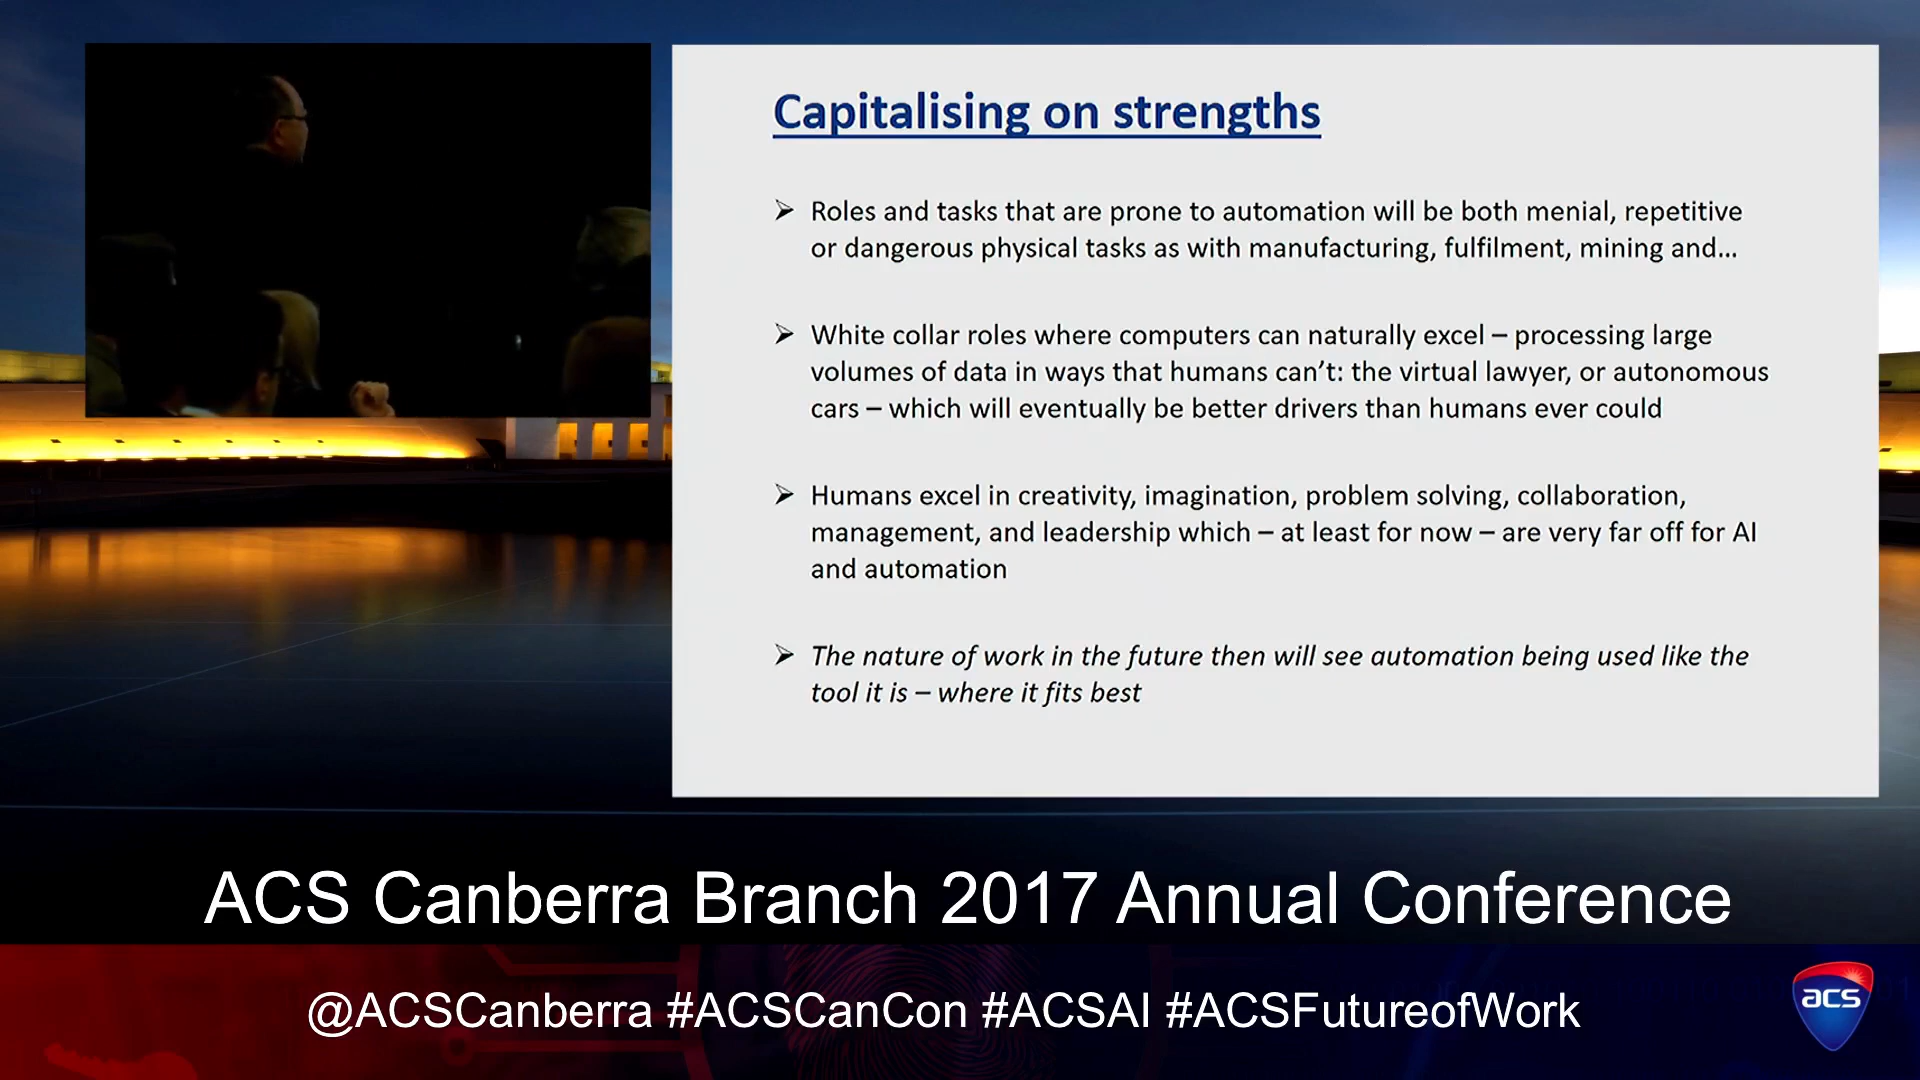 Capitalising on strengths
➢ Roles and tasks that are prone to automation will be both menial, repetitive
or dangerous physical tasks as with manufacturing, fulfilment, mining and...
➢ White collar roles where computers can naturally excel – processing large
volumes of data in ways that humans can’t: the virtual lawyer, or autonomous
cars – which will eventually be better drivers than humans ever could
➢ Humans excel in creativity, imagination, problem solving, collaboration,
management, and leadership which – at least for now – are very far off for AI
and automation
➢ The nature of work in the future then will see automation being used like the
tool it is – where it fits best
ACS Canberra Branch 2017 Annual Conference
@ACSCanberra #ACSCanCon #ACSAI #ACSFutureofWork
acs